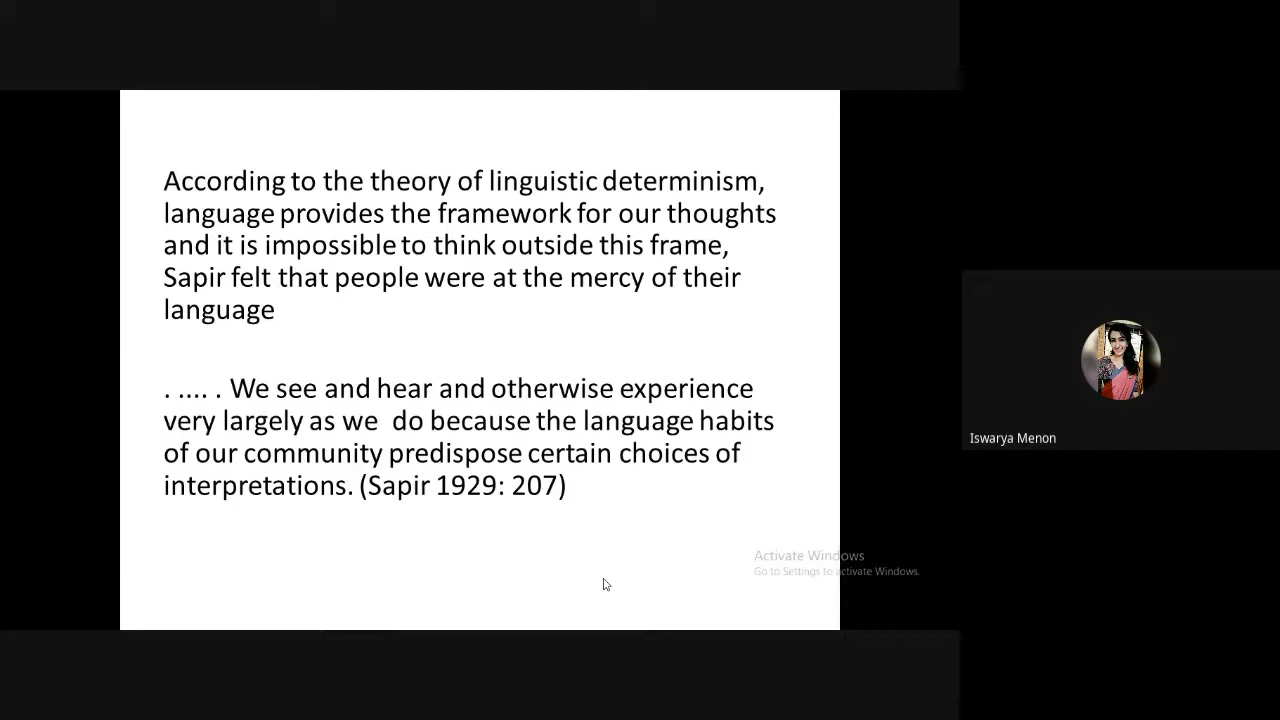 According to the theory of linguistic determinism,
language provides the framework for our thoughts
and it is impossible to think outside this frame,
Sapir felt that people were at the mercy of their
language
. .... . We see and hear and otherwise experience
very largely as we  do because the language habits
of our community predispose certain choices of
interpretations. (Sapir 1929: 207)
Iswarya Menon
Activate Windows
Go to Settings to activate Windows.